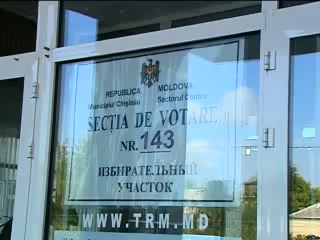 REPUBLICA MOLDOVA
Municipiul Chişinău Sectorul Centru
SECŢIA DE VOTARE
NR. 143
ИЗБИРАТЕЛЬНЫЙ
УЧАСТОК
WWW.TRM.MD